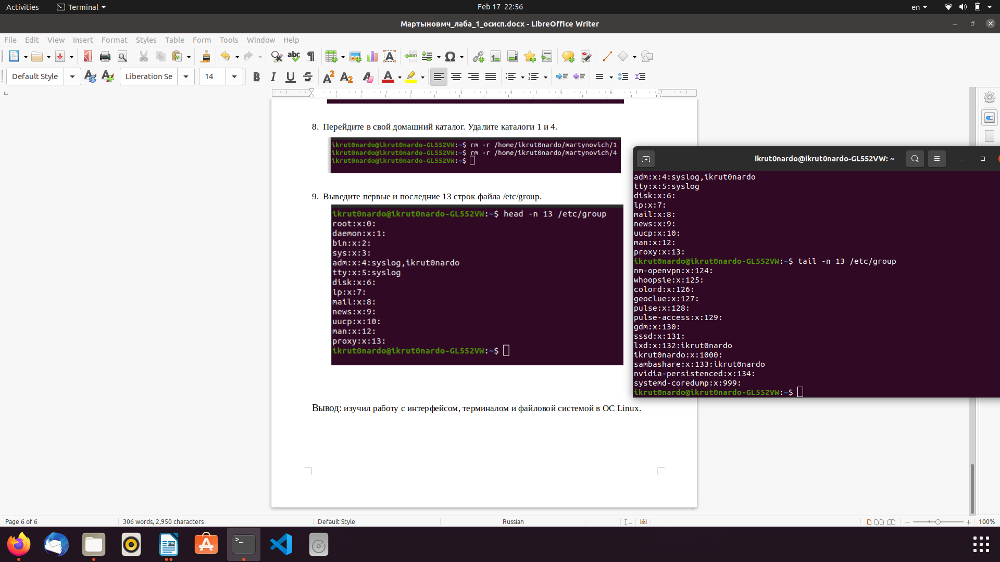 Activities
Terminal
Feb 17 22:56
en
Мартыновмч_лаба_1_осисп.docx - LibreOffice Writer
File Edit View Insert Format Styles Table Form Tools Window Help
Default Style
Liberation Se
14
1 2 3 4 5 6 7
8. Перейдите в свой домашний каталог. Удалите каталоги 1 и 4.
ikrut0nardo@ikrut0nardo-GL552VW:~$ rm -r /home/ikrut0nardo/martynovich/1
ikrut0nardo@ikrut0nardo-GL552VW:~$ rm -r /home/ikrut0nardo/martynovich/4
ikrut0nardo@ikrut0nardo-GL552VW:~$
9. Выведите первые и последние 13 строк файла /etc/group.
ikrut0nardo@ikrut0nardo-GL552VW:~$ head -n 13 /etc/group
root:x:0:
daemon:x:1:
bin:x:2:
sys:x:3:
adm:x:4:syslog,ikrut0nardo
tty:x:5:syslog
disk:x:6:
lp:x:7:
mail:x:8:
news:x:9:
uucp:x:10:
man:x:12:
proxy:x:13:
ikrut0nardo@ikrut0nardo-GL552VW:~$
Вывод: изучил работу с интерфейсом, терминалом и файловой системой в ОС Linux.
ikrut0nardo@ikrut0nardo-GL552VW: ~
adm:x:4:syslog,ikrut0nardo
tty:x:5:syslog
disk:x:6:
lp:x:7:
mail:x:8:
news:x:9:
uucp:x:10:
man:x:12:
proxy:x:13:
ikrut0nardo@ikrut0nardo-GL552VW:~$ tail -n 13 /etc/group
nm-openvpn:x:124:
whoopsie:x:125:
colord:x:126:
geoclue:x:127:
pulse:x:128:
pulse-access:x:129:
gdm:x:130:
sssd:x:131:
lxd:x:132:ikrut0nardo
ikrut0nardo:x:1000:
sambashare:x:133:ikrut0nardo
nvidia-persistenced:x:134:
systemd-coredump:x:999:
ikrut0nardo@ikrut0nardo-GL552VW:~$
Page 6 of 6
306 words, 2,950 characters
Default Style
Russian
100%